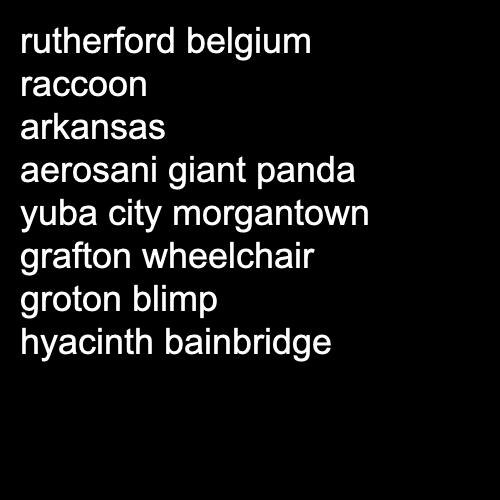 rutherford belgium
raccoon
arkansas
aerosani giant panda
yuba city morgantown
grafton wheelchair
groton blimp
hyacinth bainbridge